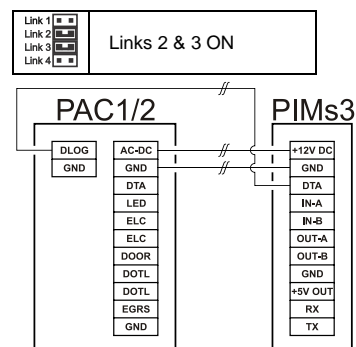 Link 1
Link 2
Link 3
Link 4
Links 2 & 3 ON
PAC1/2
PIMs3
DLOG
GND
AC-DC
GND
DTA
LED
ELC
ELC
DOOR
DOTL
DOTL
EGRS
GND
+12V DC
GND
DTA
IN-A
IN-B
OUT-A
OUT-B
GND
+5V OUT
RX
TX